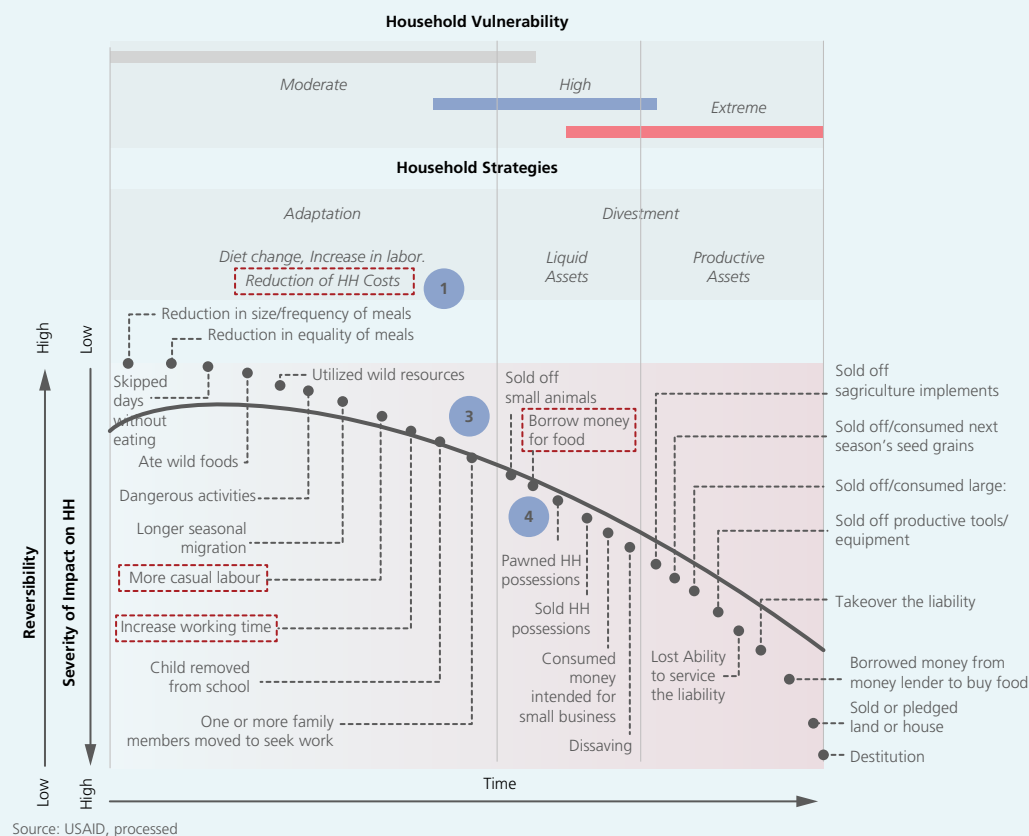 Household Vulnerability
Moderate
High
Extreme
Household Strategies
Adaptation
Divestment
Diet change, Increase in labor.
Reduction of HH Costs
1
Liquid
Assets
Productive
Assets
High
Low
Reduction in size/frequency of meals
Reduction in equality of meals
Skipped
days
without
eating
Utilized wild resources
Ate wild foods
Dangerous activities
Longer seasonal
migration
More casual labour
Increase working time
Child removed
from school
One or more family
members moved to seek work
3
Sold off
small animals
Borrow money
for food
4
Pawned HH
possessions
Sold HH
possessions
Consumed
money
intended for
small business
Dissaving
Lost Ability
to service
the liability
Sold off
sagriculture implements
Sold off/consumed next
season's seed grains
Sold off/consumed large:
Sold off productive tools/
equipment
Takeover the liability
Borrowed money from
money lender to buy food
Sold or pledged
land or house
Destitution
Reversibility
Severity of Impact on HH
Low
High
Time
Source: USAID, processed